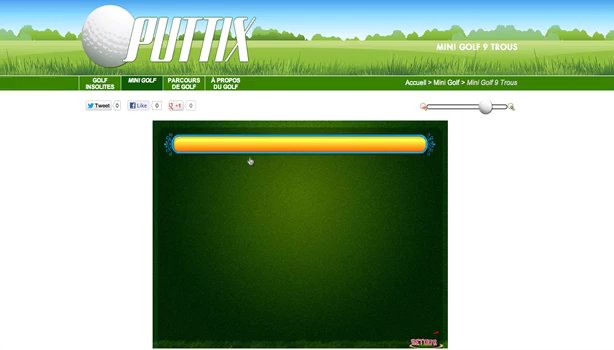 PUTTIX
MINI GOLF 9 TROUS
GOLF
INSOLITES
MINI GOLF
PARCOURS
DE GOLF
À PROPOS
DU GOLF
Accueil > Mini Golf > Mini Golf 9 Trous
Tweet 0
Like 0
+1 0
RETOUR